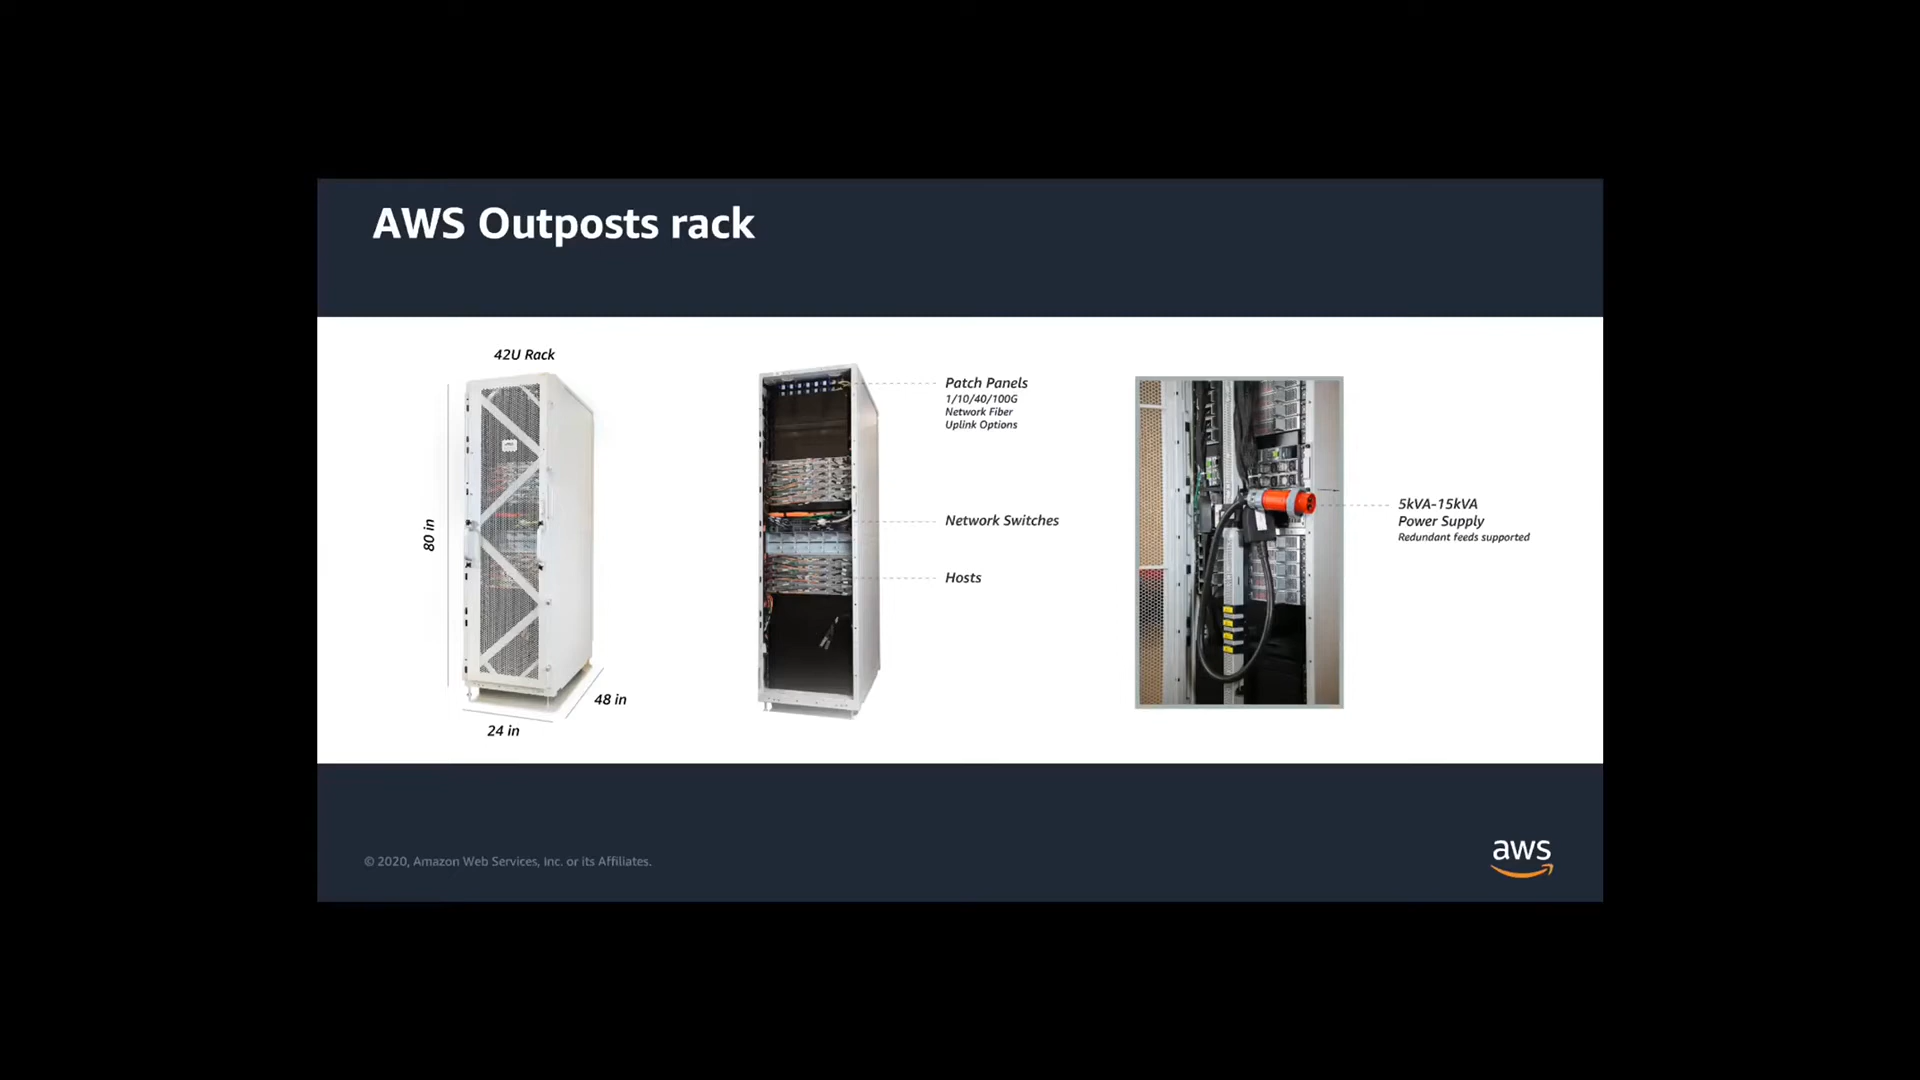 AWS Outposts rack
42U Rack
80 in
48 in
24 in
Patch Panels
1/10/40/100G
Network Fiber
Uplink Options
Network Switches
Hosts
5kVA-15kVA
Power Supply
Redundant feeds supported
© 2020, Amazon Web Services, Inc. or its Affiliates.
aws